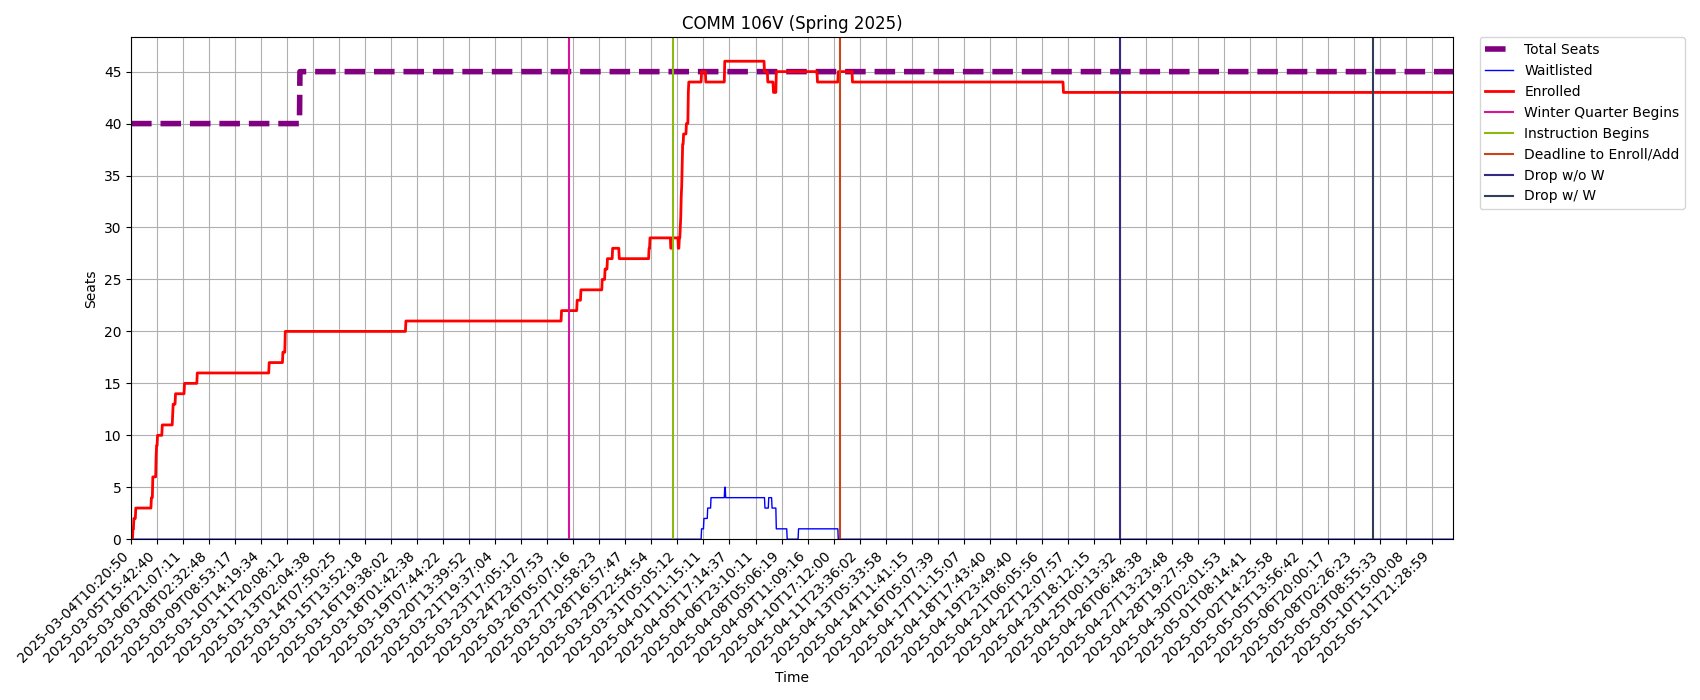 COMM 106V (Spring 2025)
Total Seats
Waitlisted
Enrolled
Winter Quarter Begins
Instruction Begins
Deadline to Enroll/Add
Drop w/o W
Drop w/ W
Seats
45
40
35
30
25
20
15
10
5
0
2025-03-04T10:20:50
2025-03-05T15:42:40
2025-03-06T21:07:11
2025-03-08T02:32:48
2025-03-09T08:53:17
2025-03-10T14:19:34
2025-03-11T20:08:12
2025-03-13T02:04:38
2025-03-14T07:50:25
2025-03-15T13:52:18
2025-03-16T19:38:02
2025-03-18T01:42:38
2025-03-19T07:44:22
2025-03-20T13:39:52
2025-03-21T19:37:04
2025-03-23T17:05:12
2025-03-24T23:07:53
2025-03-26T05:07:16
2025-03-27T10:58:23
2025-03-28T16:57:47
2025-03-29T22:54:54
2025-03-31T05:05:12
2025-04-01T11:15:11
2025-04-05T17:14:37
2025-04-06T23:10:11
2025-04-08T05:06:19
2025-04-09T11:09:16
2025-04-10T17:12:00
2025-04-11T23:36:02
2025-04-13T05:33:58
2025-04-14T11:41:15
2025-04-16T05:07:39
2025-04-17T11:15:07
2025-04-18T17:43:40
2025-04-19T23:49:40
2025-04-21T06:05:56
2025-04-22T12:07:57
2025-04-23T18:12:15
2025-04-25T00:13:32
2025-04-26T06:48:38
2025-04-27T13:23:48
2025-04-28T19:27:58
2025-04-30T02:01:53
2025-05-01T08:14:41
2025-05-02T14:25:58
2025-05-05T13:56:42
2025-05-06T20:00:17
2025-05-08T02:26:23
2025-05-09T08:55:33
2025-05-10T15:00:08
2025-05-11T21:28:59
Time